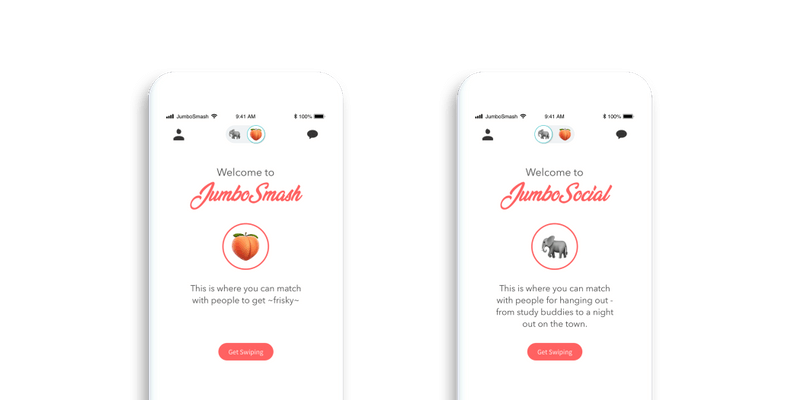 JumboSmash 9:41 AM 100%
Welcome to
JumboSmash
This is where you can match
with people to get ~frisky~
Get Swiping
JumboSmash 9:41 AM 100%
Welcome to
JumboSocial
This is where you can match
with people for hanging out -
from study buddies to a night
out on the town.
Get Swiping